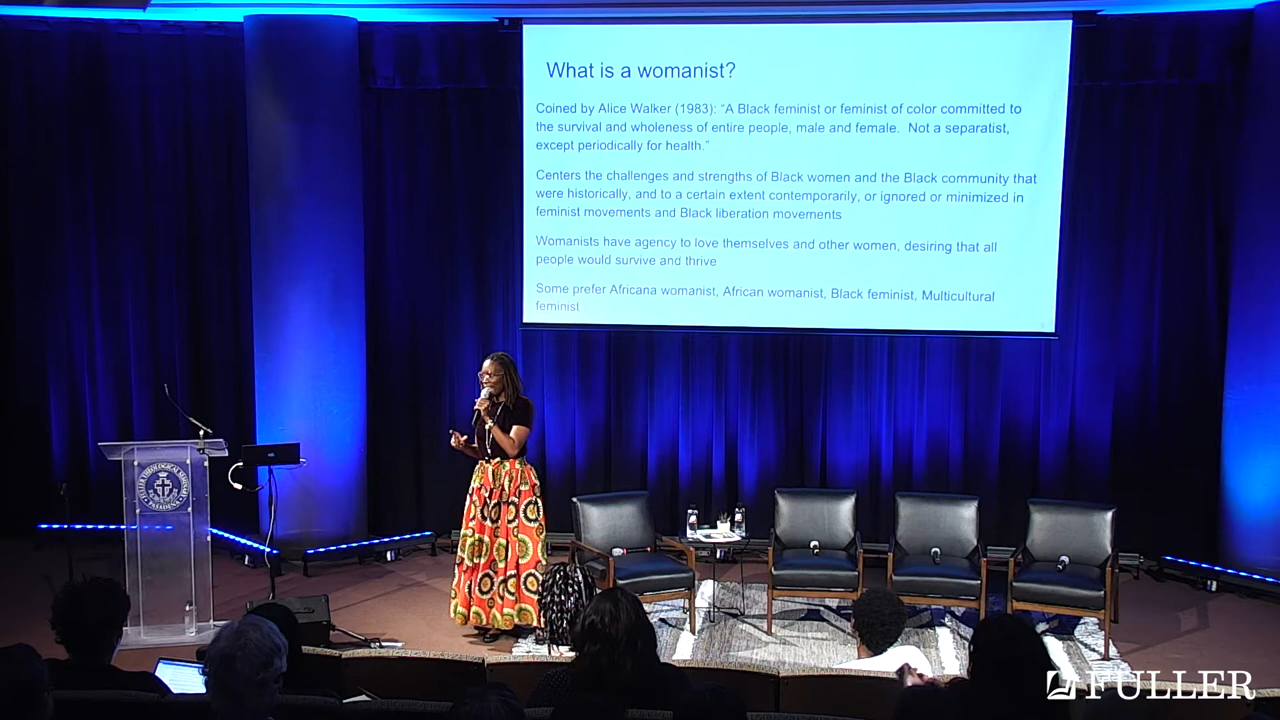 What is a womanist?
Coined by Alice Walker (1983): “A Black feminist or feminist of color committed to
the survival and wholeness of entire people, male and female. Not a separatist,
except periodically for health.”
Centers the challenges and strengths of Black women and the Black community that
were historically, and to a certain extent contemporarily, or ignored or minimized in
feminist movements and Black liberation movements
Womanists have agency to love themselves and other women, desiring that all
people would survive and thrive
Some prefer Africana womanist, African womanist, Black feminist, Multicultural
feminist
FULLER THEOLOGICAL SEMINARY
PASADENA
FULLER